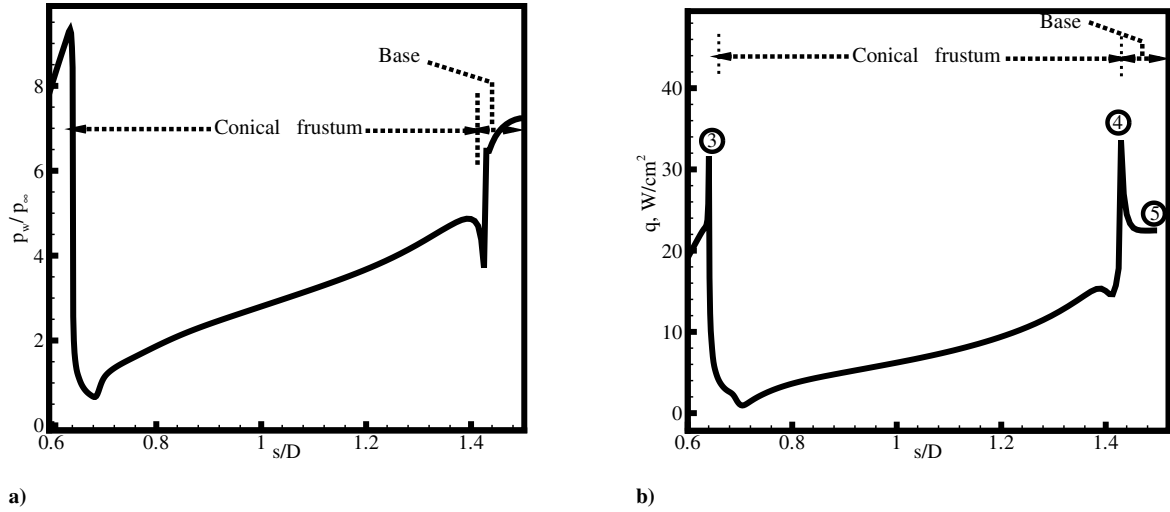 Base
Conical frustum
8
6
4
2
0
p_w/p_∞
0.6
0.8
1
1.2
1.4
s/D
a)
Base
Conical frustum
3
4
5
40
30
20
10
0
q, W/cm²
0.6
0.8
1
1.2
1.4
s/D
b)